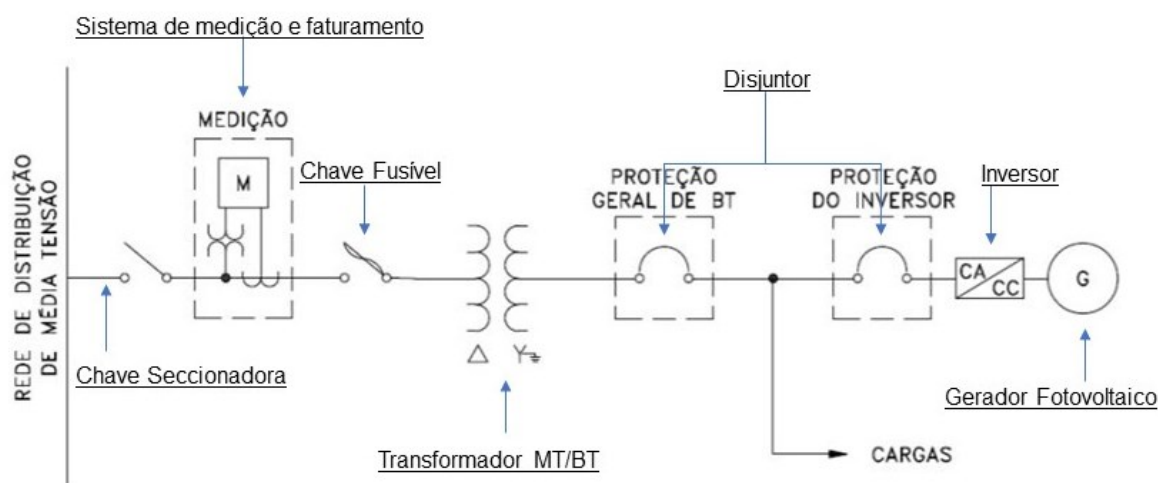 Sistema de medição e faturamento
Disjuntor
MEDIÇÃO
M
Chave Fusível
PROTEÇÃO
GERAL DE BT
PROTEÇÃO
DO INVERSOR
Inversor
CA
CC
G
REDE DE DISTRIBUIÇÃO
DE MÉDIA TENSÃO
Chave Seccionadora
△ Y
Gerador Fotovoltaico
Transformador MT/BT
CARGAS